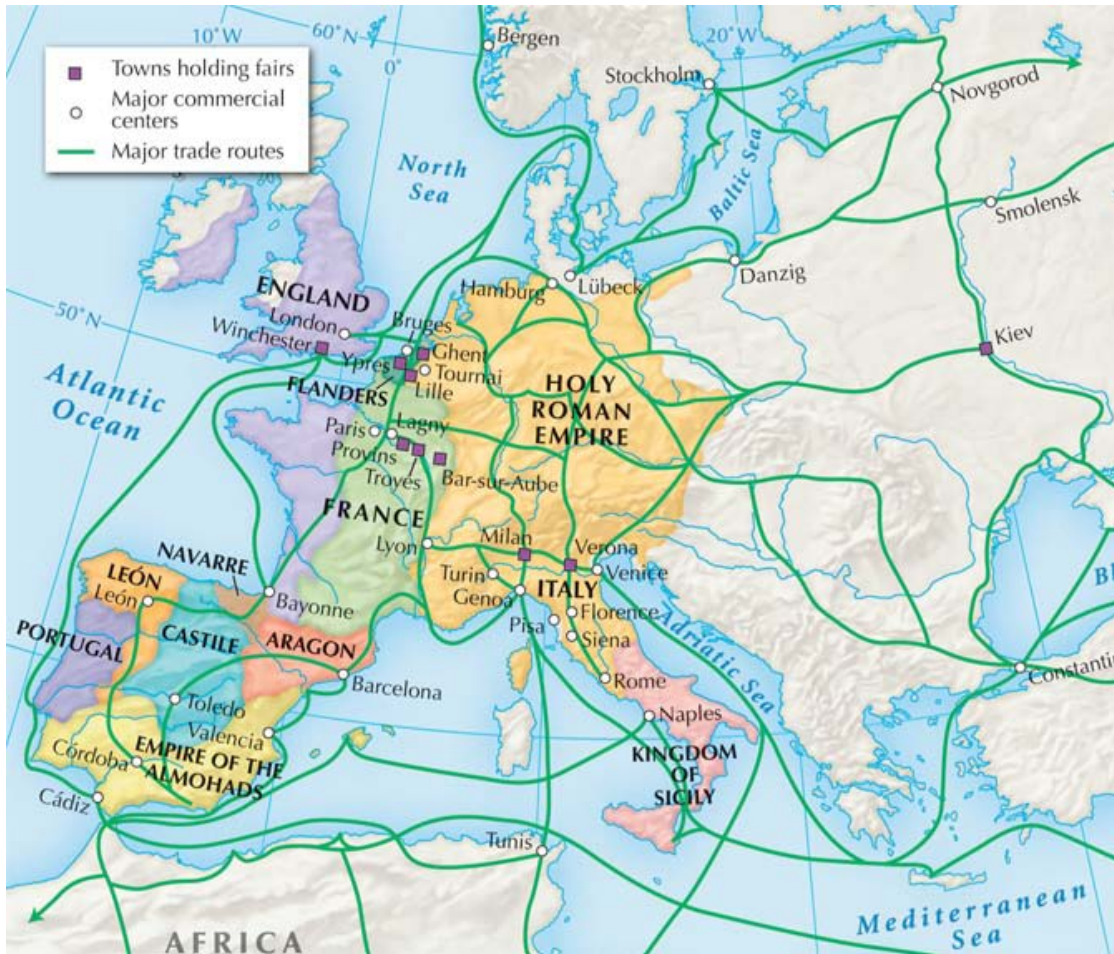 10°W
60°N
0°
20°W
Towns holding fairs
Major commercial
centers
Major trade routes
Bergen
Stockholm
Novgorod
North
Sea
Baltic Sea
Smolensk
Danzig
Lübeck
Hamburg
ENGLAND
London
Winchester
50°N
Bruges
Ghent
Ypres
Tournai
Lille
FLANDERS
Kiev
Atlantic
Ocean
HOLY
ROMAN
EMPIRE
Lagny
Paris
Provins
Troyes
Bar-sur-Aube
FRANCE
Lyon
Milan
Verona
Venice
Turin
Genoa
ITALY
Florence
Pisa
Siena
Rome
Adriatic Sea
NAVARRE
LEÓN
León
Bayonne
PORTUGAL
CASTILE
ARAGON
Barcelona
Toledo
Valencia
Córdoba
EMPIRE OF THE
ALMOHADS
Cádiz
Naples
KINGDOM
OF
SICILY
Bl
Constantin
Tunis
AFRICA
Mediterranean
Sea